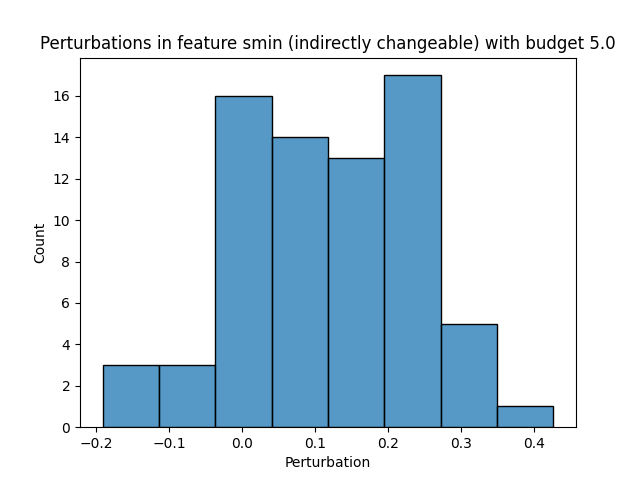 Perturbations in feature smin (indirectly changeable) with budget 5.0
Count
16
14
12
10
8
6
4
2
0
−0.2 −0.1 0.0 0.1 0.2 0.3 0.4
Perturbation